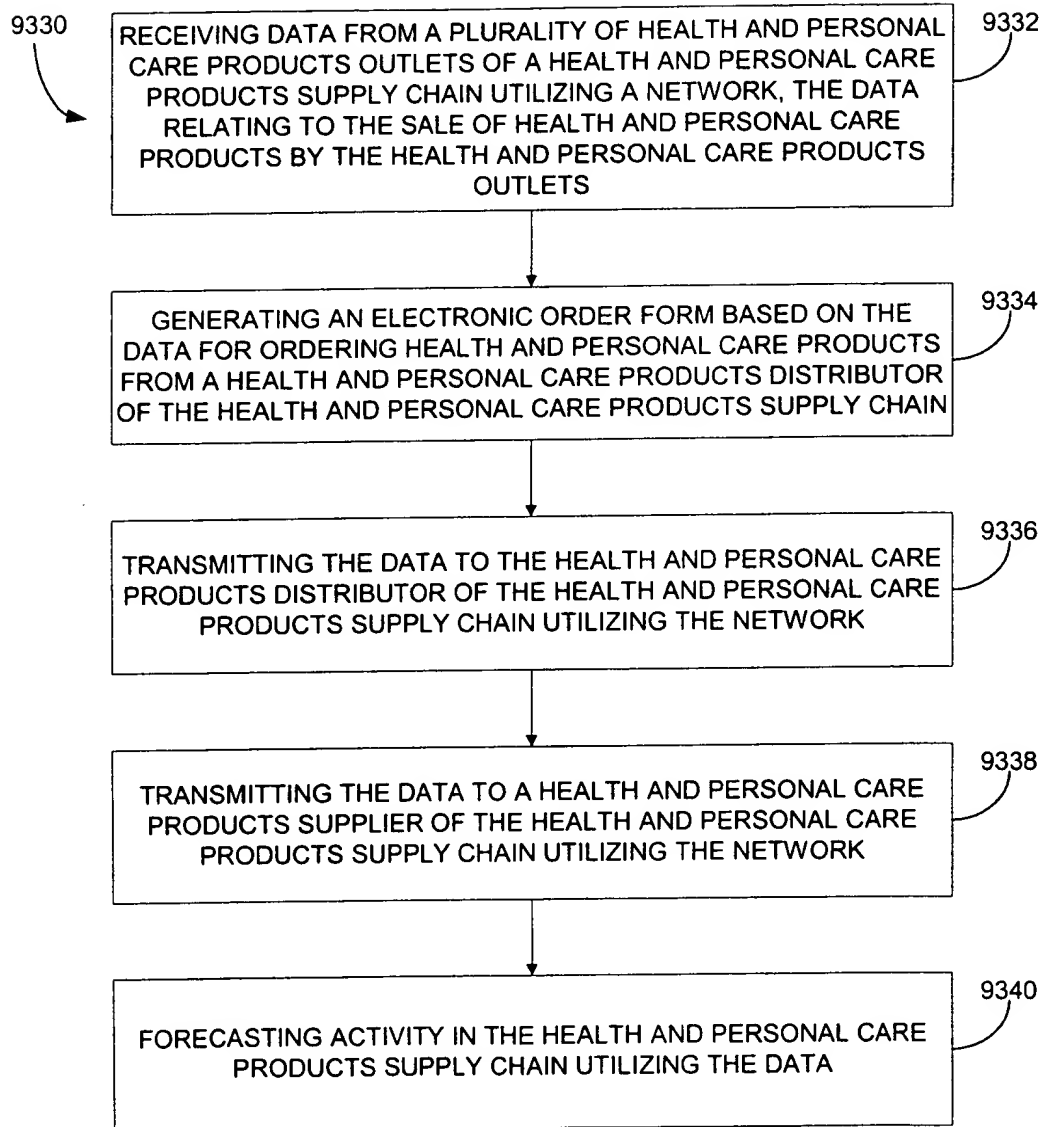 9330
9332
RECEIVING DATA FROM A PLURALITY OF HEALTH AND PERSONAL
CARE PRODUCTS OUTLETS OF A HEALTH AND PERSONAL CARE
PRODUCTS SUPPLY CHAIN UTILIZING A NETWORK, THE DATA
RELATING TO THE SALE OF HEALTH AND PERSONAL CARE
PRODUCTS BY THE HEALTH AND PERSONAL CARE PRODUCTS
OUTLETS
9334
GENERATING AN ELECTRONIC ORDER FORM BASED ON THE
DATA FOR ORDERING HEALTH AND PERSONAL CARE PRODUCTS
FROM A HEALTH AND PERSONAL CARE PRODUCTS DISTRIBUTOR
OF THE HEALTH AND PERSONAL CARE PRODUCTS SUPPLY CHAIN
9336
TRANSMITTING THE DATA TO THE HEALTH AND PERSONAL CARE
PRODUCTS DISTRIBUTOR OF THE HEALTH AND PERSONAL CARE
PRODUCTS SUPPLY CHAIN UTILIZING THE NETWORK
9338
TRANSMITTING THE DATA TO A HEALTH AND PERSONAL CARE
PRODUCTS SUPPLIER OF THE HEALTH AND PERSONAL CARE
PRODUCTS SUPPLY CHAIN UTILIZING THE NETWORK
9340
FORECASTING ACTIVITY IN THE HEALTH AND PERSONAL CARE
PRODUCTS SUPPLY CHAIN UTILIZING THE DATA